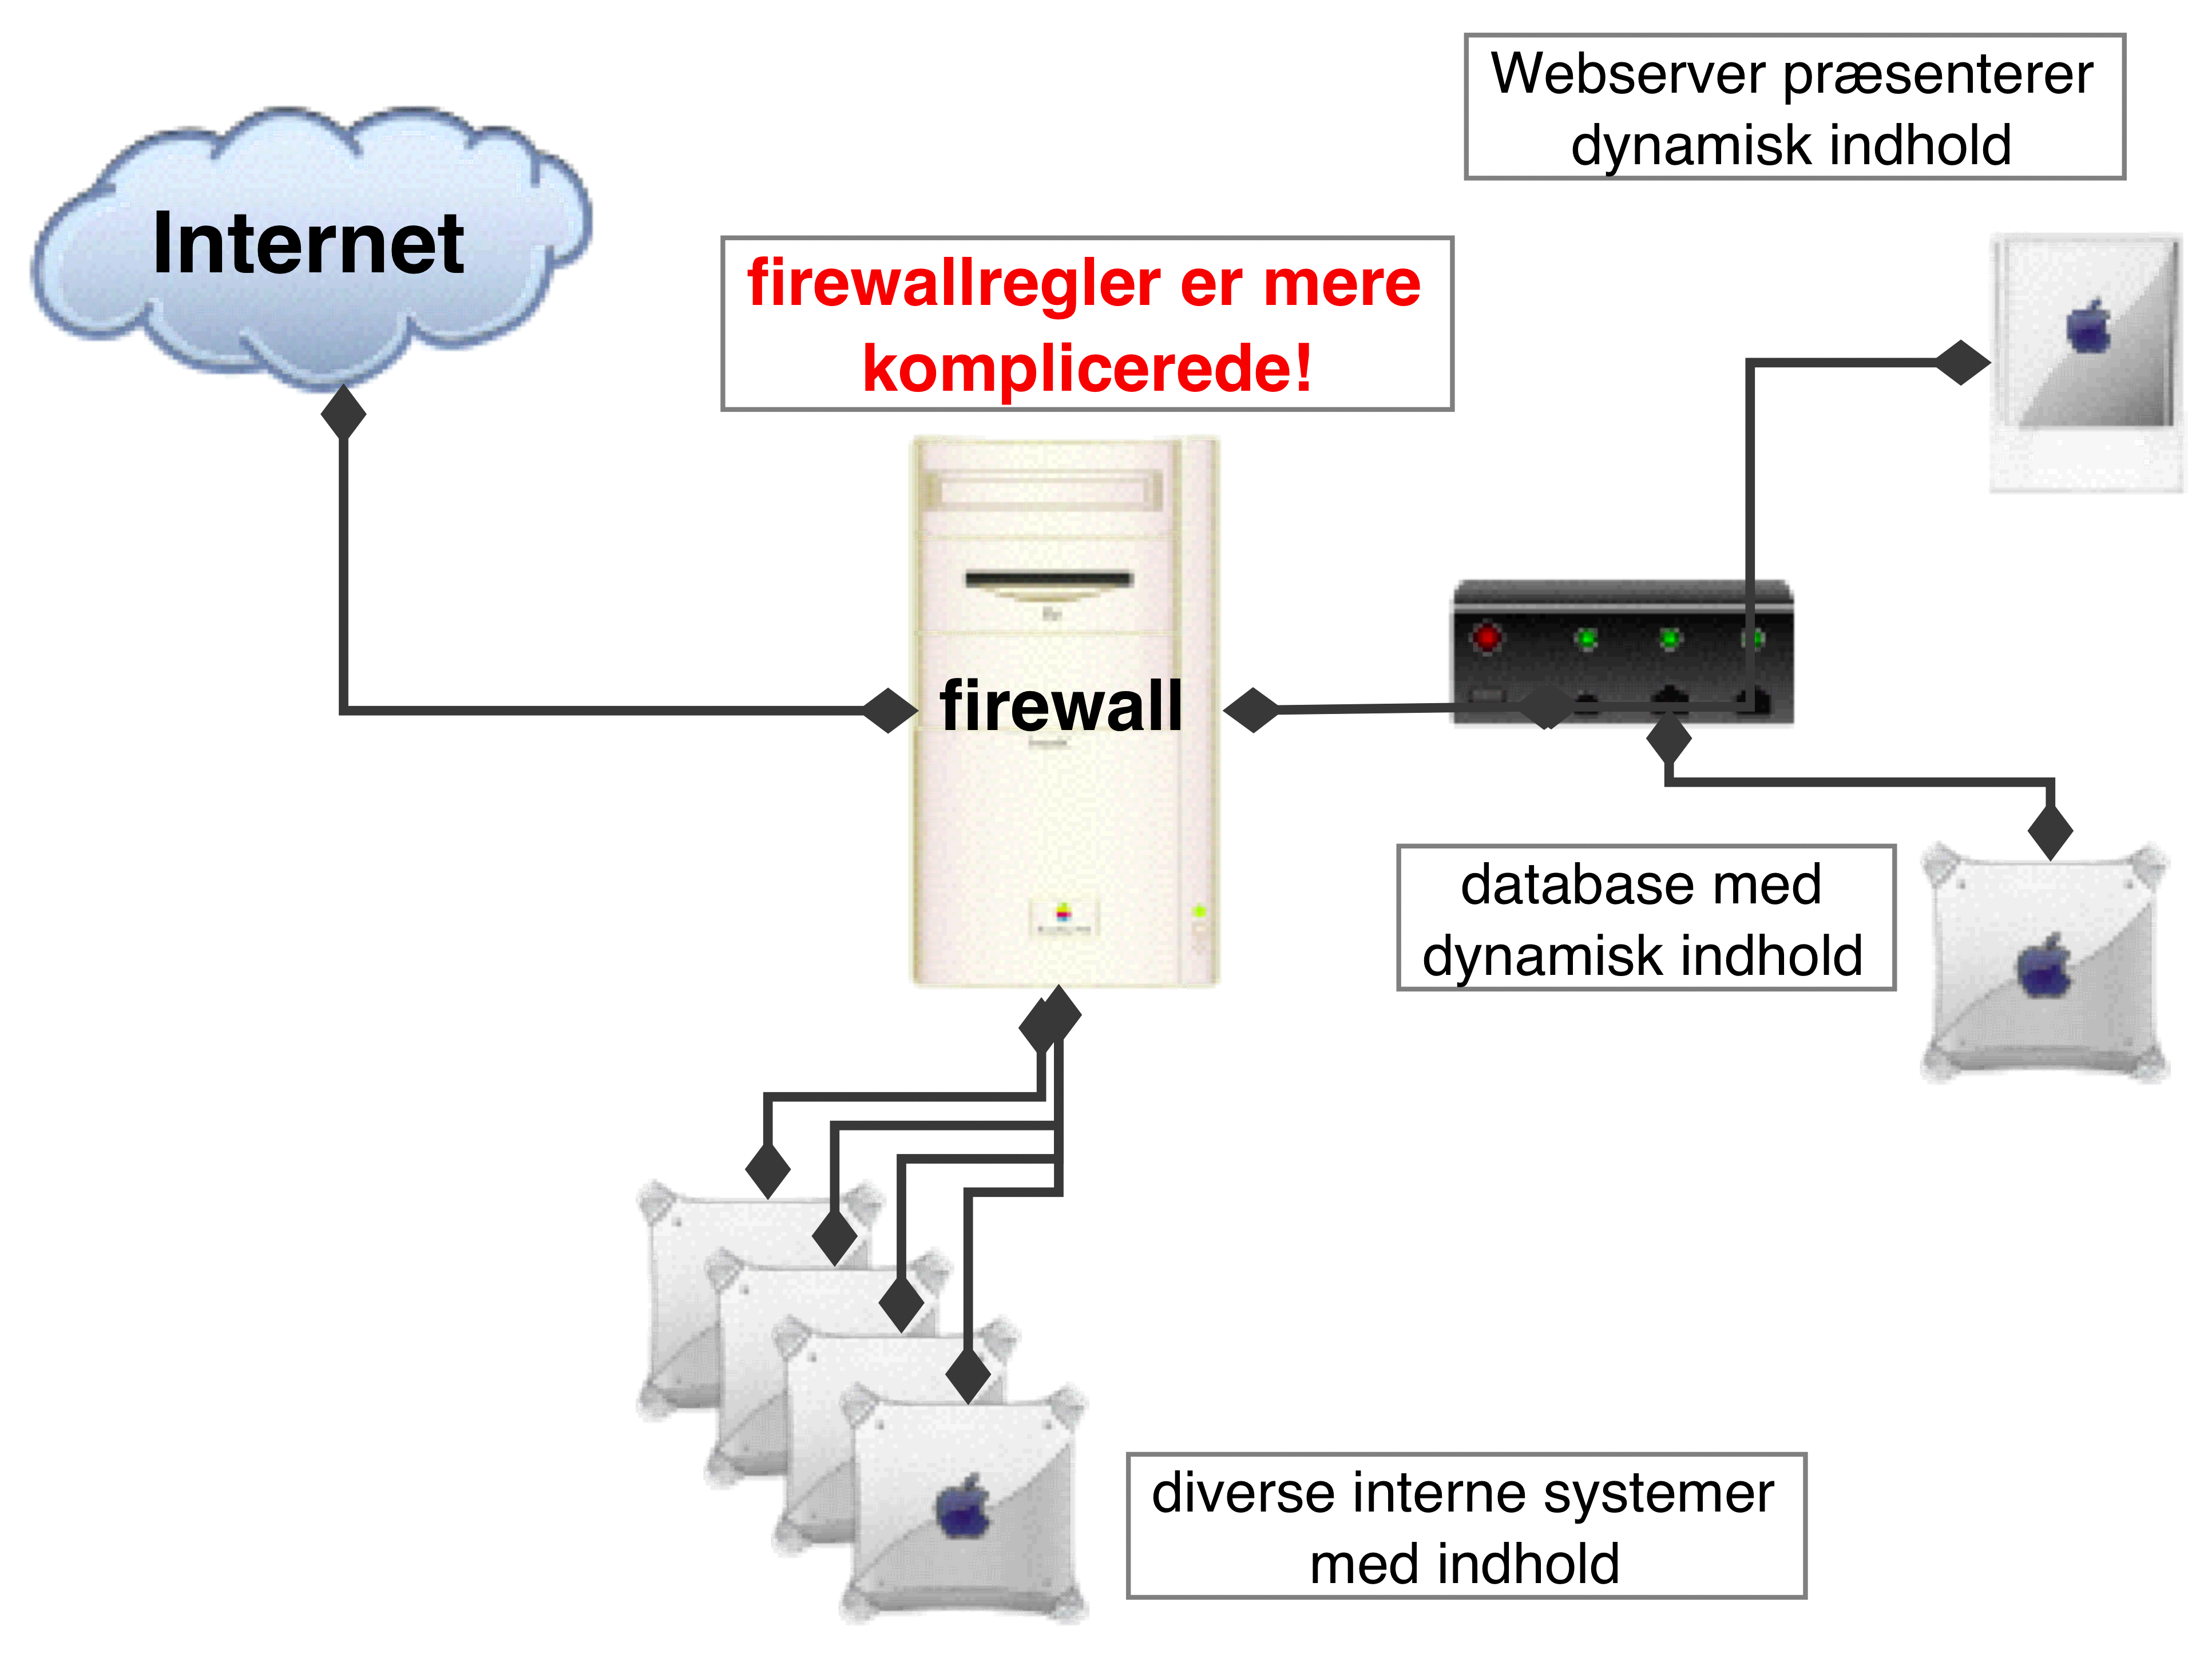 Webserver præsenterer
dynamisk indhold
Internet
firewallregler er mere
komplicerede!
firewall
database med
dynamisk indhold
diverse interne systemer
med indhold